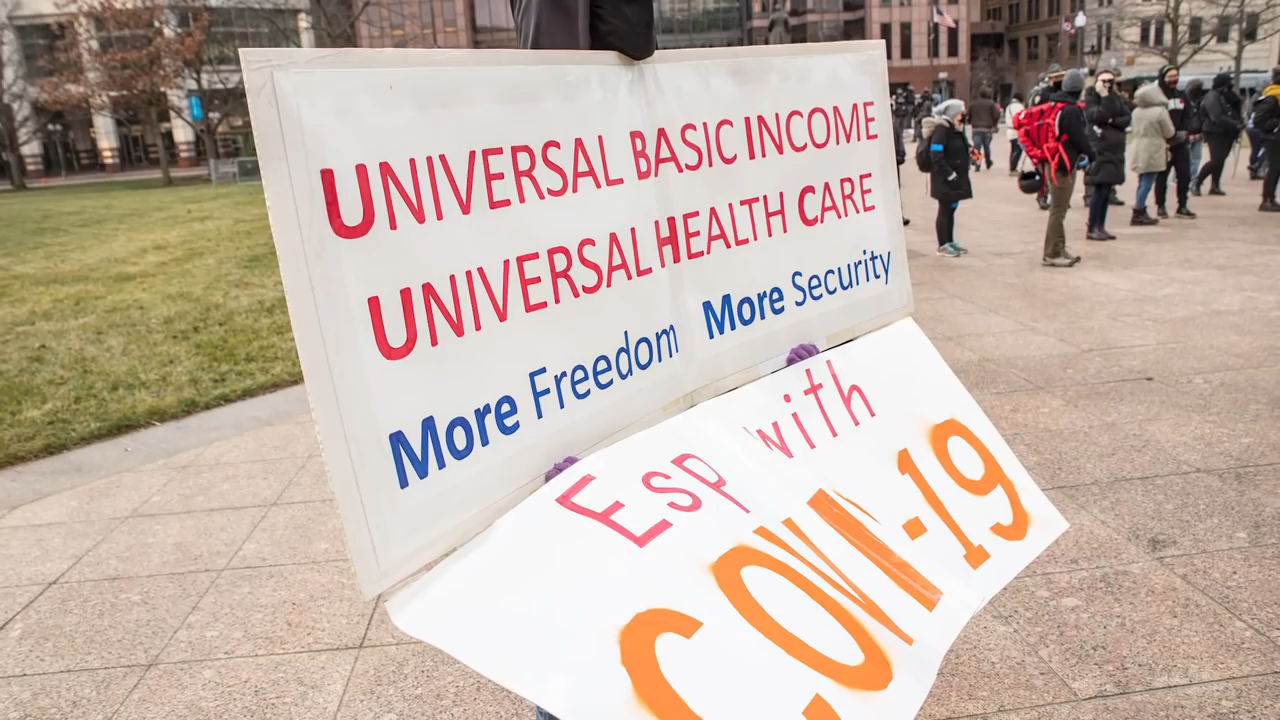 UNIVERSAL BASIC INCOME
UNIVERSAL HEALTH CARE
More Freedom More Security
Esp with
COVID-19